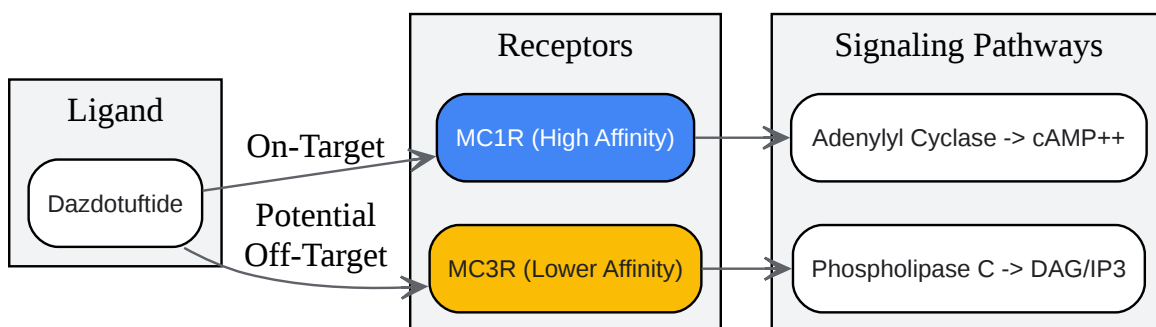 Ligand
Dazdotuftide
On-Target
Potential
Off-Target
Receptors
MC1R (High Affinity)
MC3R (Lower Affinity)
Signaling Pathways
Adenylyl Cyclase -> cAMP++
Phospholipase C -> DAG/IP3